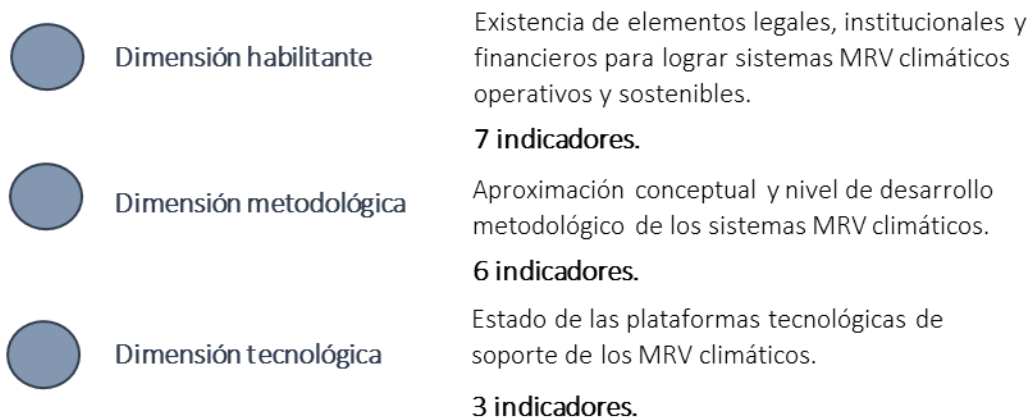 Dimensión habilitante
Existencia de elementos legales, institucionales y
financieros para lograr sistemas MRV climáticos
operativos y sostenibles.
7 indicadores.
Dimensión metodológica
Aproximación conceptual y nivel de desarrollo
metodológico de los sistemas MRV climáticos.
6 indicadores.
Dimensión tecnológica
Estado de las plataformas tecnológicas de
soporte de los MRV climáticos.
3 indicadores.